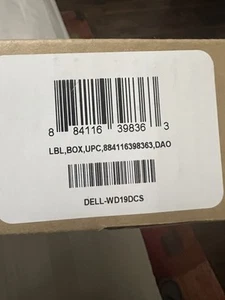 8 84116 39836 3
LBL,BOX,UPC,884116398363,DAO
DELL-WD19DCS